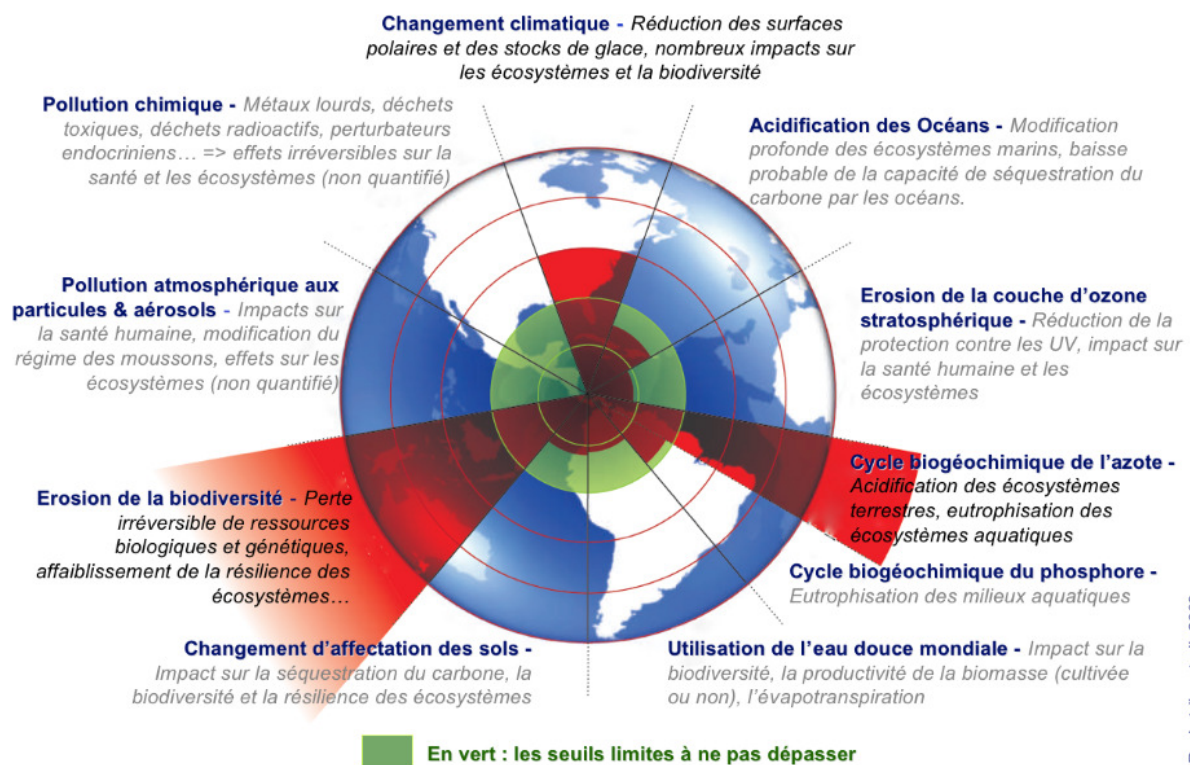 Changement climatique - Réduction des surfaces
polaires et des stocks de glace, nombreux impacts sur
les écosystèmes et la biodiversité
Pollution chimique - Métaux lourds, déchets
toxiques, déchets radioactifs, perturbateurs
endocriniens… => effets irréversibles sur la
santé et les écosystèmes (non quantifié)
Acidification des Océans - Modification
profonde des écosystèmes marins, baisse
probable de la capacité de séquestration du
carbone par les océans.
Pollution atmosphérique aux
particules & aérosols - Impacts sur
la santé humaine, modification du
régime des moussons, effets sur les
écosystèmes (non quantifié)
Erosion de la couche d'ozone
stratosphérique - Réduction de la
protection contre les UV, impact sur
la santé humaine et les
écosystèmes
Cycle biogéochimique de l'azote -
Acidification des écosystèmes
terrestres, eutrophisation des
écosystèmes aquatiques
Erosion de la biodiversité - Perte
irréversible de ressources
biologiques et génétiques,
affaiblissement de la résilience des
écosystèmes…
Cycle biogéochimique du phosphore -
Eutrophisation des milieux aquatiques
Changement d'affectation des sols -
Impact sur la séquestration du carbone, la
biodiversité et la résilience des écosystèmes
Utilisation de l'eau douce mondiale - Impact sur la
biodiversité, la productivité de la biomasse (cultivée
ou non), l'évapotranspiration
En vert : les seuils limites à ne pas dépasser